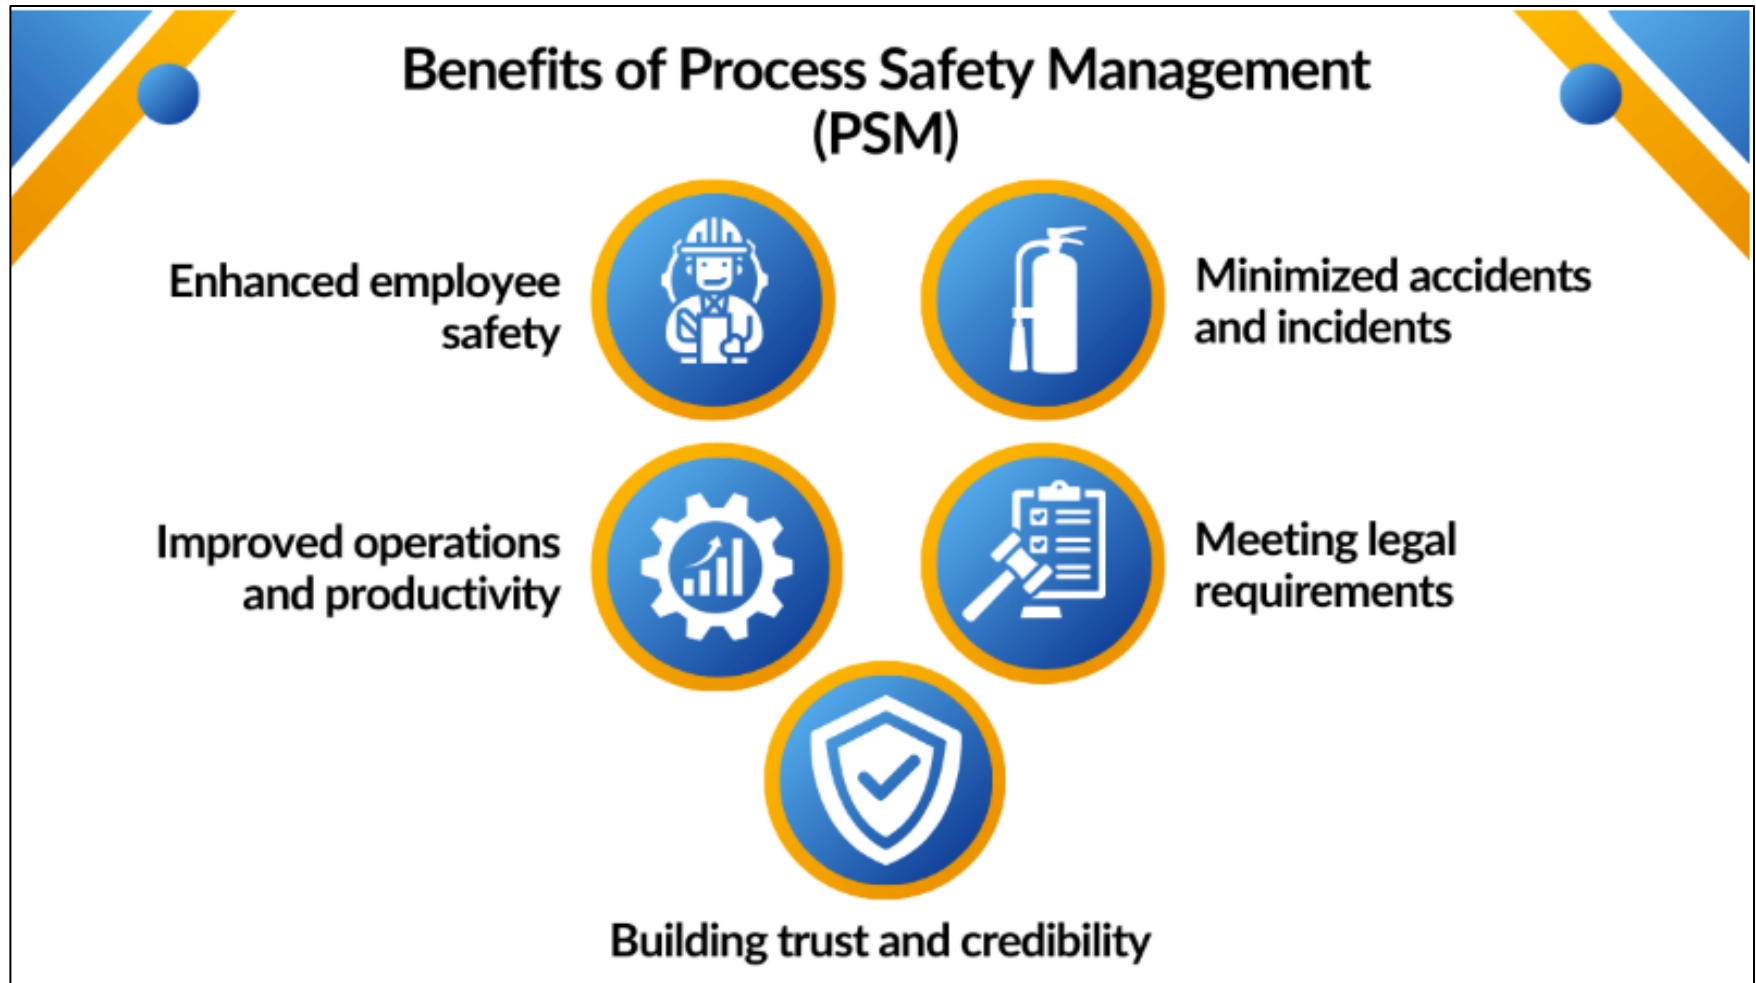 Benefits of Process Safety Management
(PSM)
Enhanced employee
safety
Minimized accidents
and incidents
Improved operations
and productivity
Meeting legal
requirements
Building trust and credibility